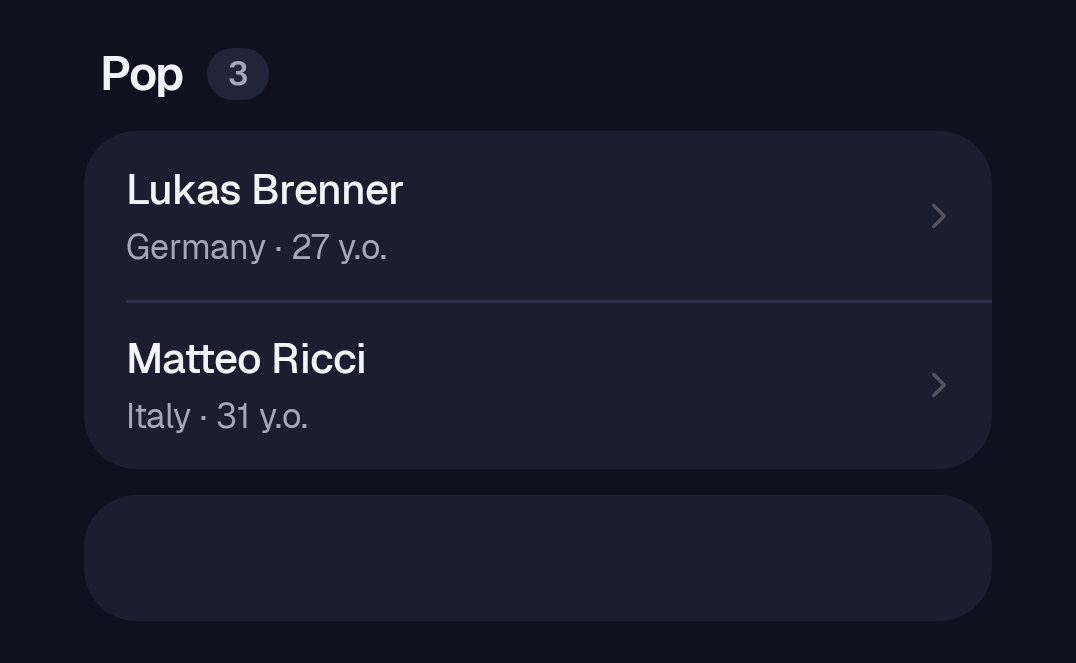 Pop 3
Lukas Brenner
Germany · 27 y.o.
Matteo Ricci
Italy · 31 y.o.